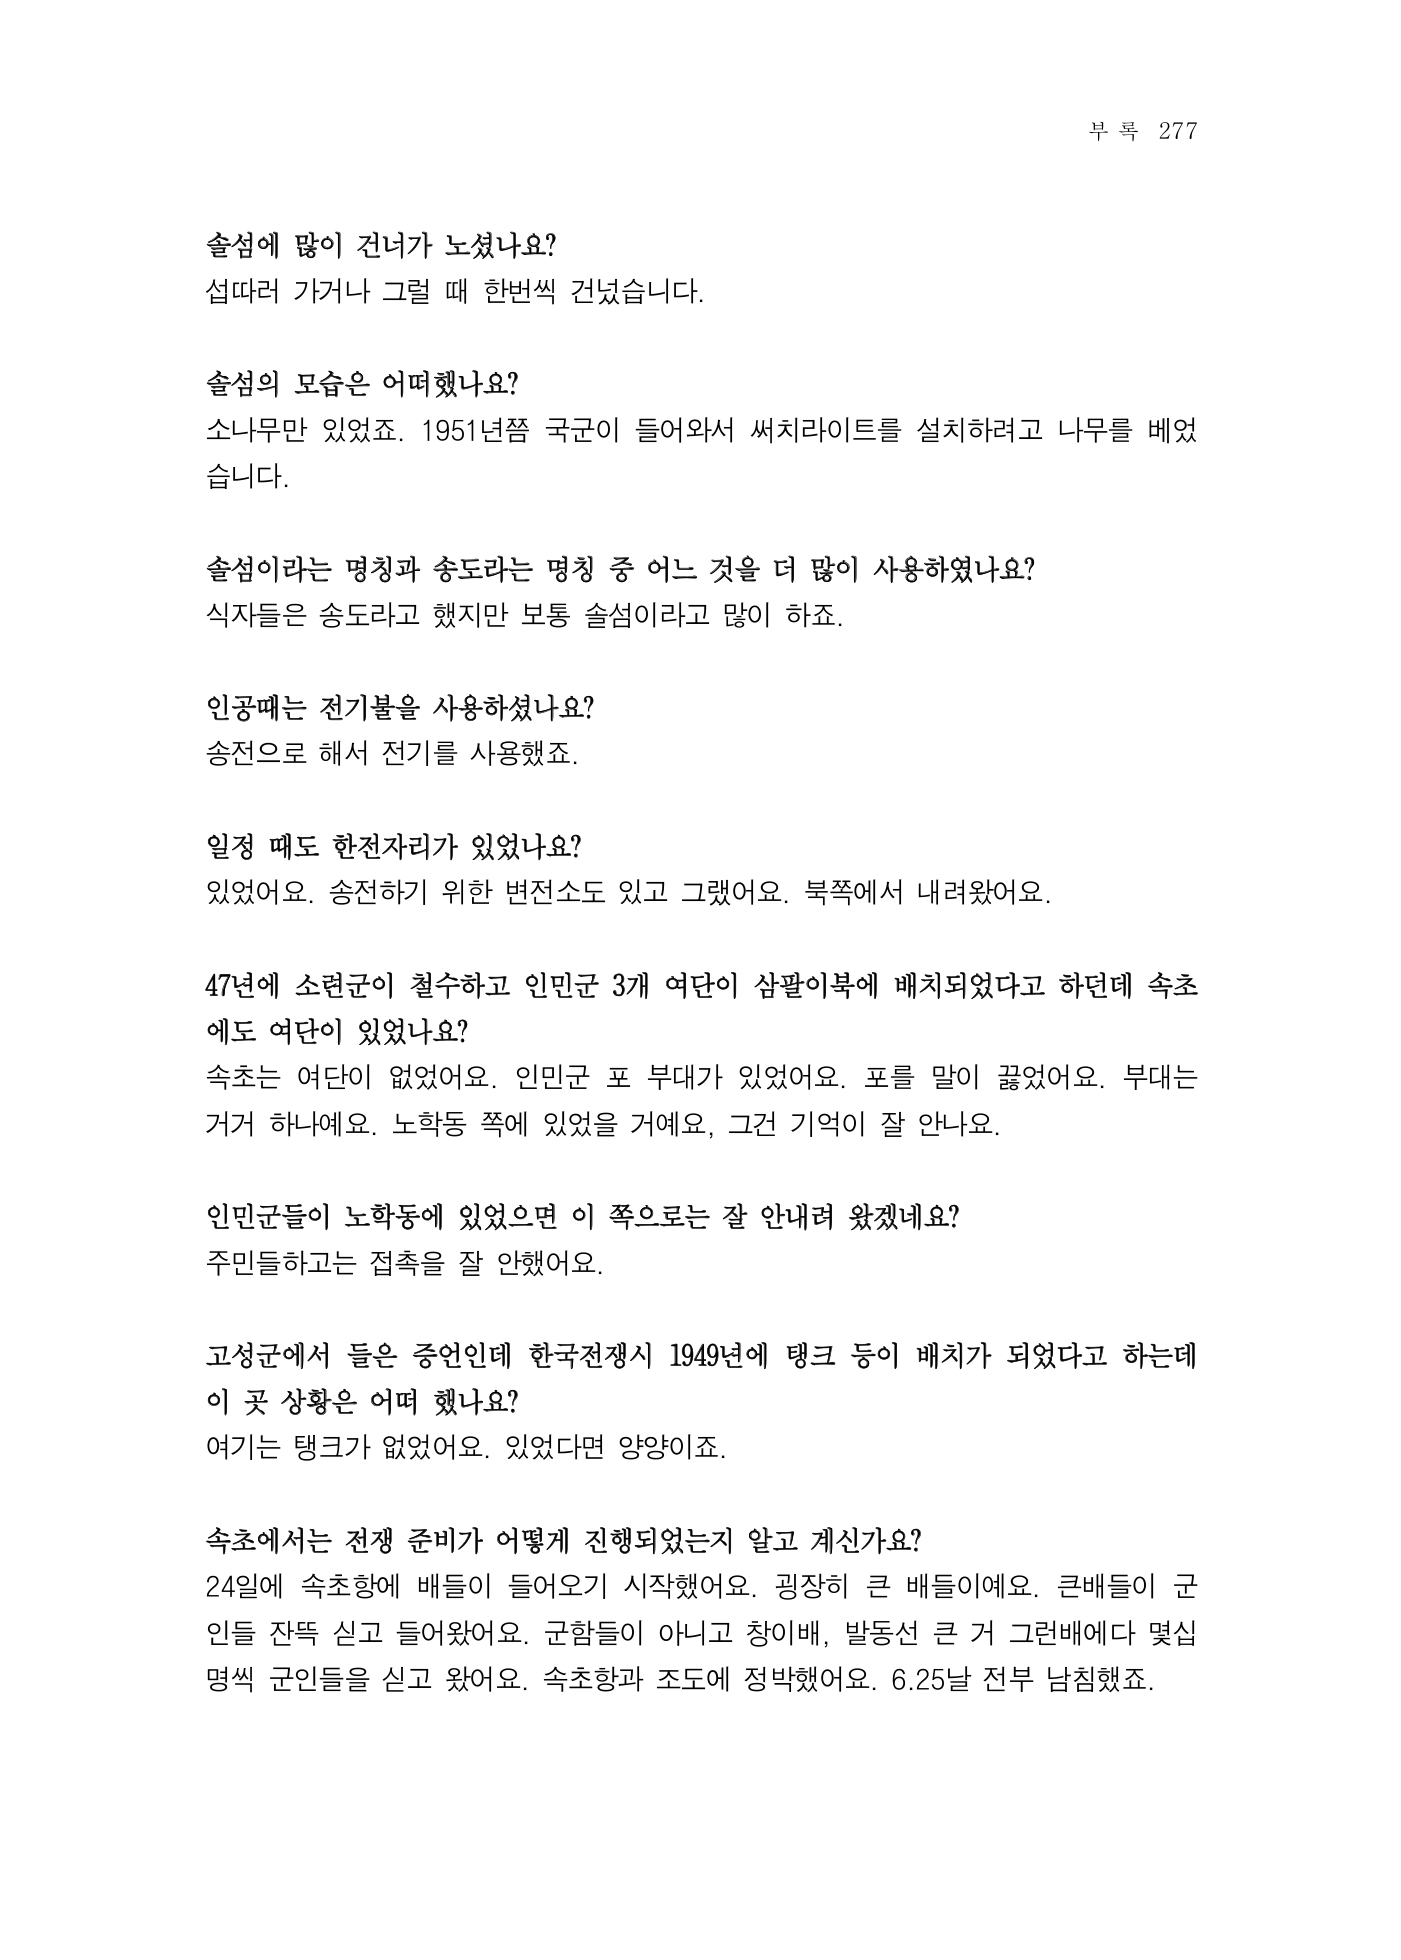 부 록 277
솔섬에 많이 건너가 노셨나요?
섭따러 가거나 그럴 때 한번씩 건넜습니다.
솔섬의 모습은 어떠했나요?
소나무만 있었죠. 1951년쯤 국군이 들어와서 써치라이트를 설치하려고 나무를 베었
습니다.
솔섬이라는 명칭과 송도라는 명칭 중 어느 것을 더 많이 사용하였나요?
식자들은 송도라고 했지만 보통 솔섬이라고 많이 하죠.
인공때는 전기불을 사용하셨나요?
송전으로 해서 전기를 사용했죠.
일정 때도 한전자리가 있었나요?
있었어요. 송전하기 위한 변전소도 있고 그랬어요. 북쪽에서 내려왔어요.
47년에 소련군이 철수하고 인민군 3개 여단이 삼팔이북에 배치되었다고 하던데 속초
에도 여단이 있었나요?
속초는 여단이 없었어요. 인민군 포 부대가 있었어요. 포를 말이 끓었어요. 부대는
거거 하나예요. 노학동 쪽에 있었을 거예요, 그건 기억이 잘 안나요.
인민군들이 노학동에 있었으면 이 쪽으로는 잘 안내려 왔겠네요?
주민들하고는 접촉을 잘 안했어요.
고성군에서 들은 증언인데 한국전쟁시 1949년에 탱크 등이 배치가 되었다고 하는데
이 곳 상황은 어떠 했나요?
여기는 탱크가 없었어요. 있었다면 양양이죠.
속초에서는 전쟁 준비가 어떻게 진행되었는지 알고 계신가요?
24일에 속초항에 배들이 들어오기 시작했어요. 굉장히 큰 배들이예요. 큰배들이 군
인들 잔뜩 싣고 들어왔어요. 군함들이 아니고 창이배, 발동선 큰 거 그런배에다 몇십
명씩 군인들을 싣고 왔어요. 속초항과 조도에 정박했어요. 6.25날 전부 남침했죠.